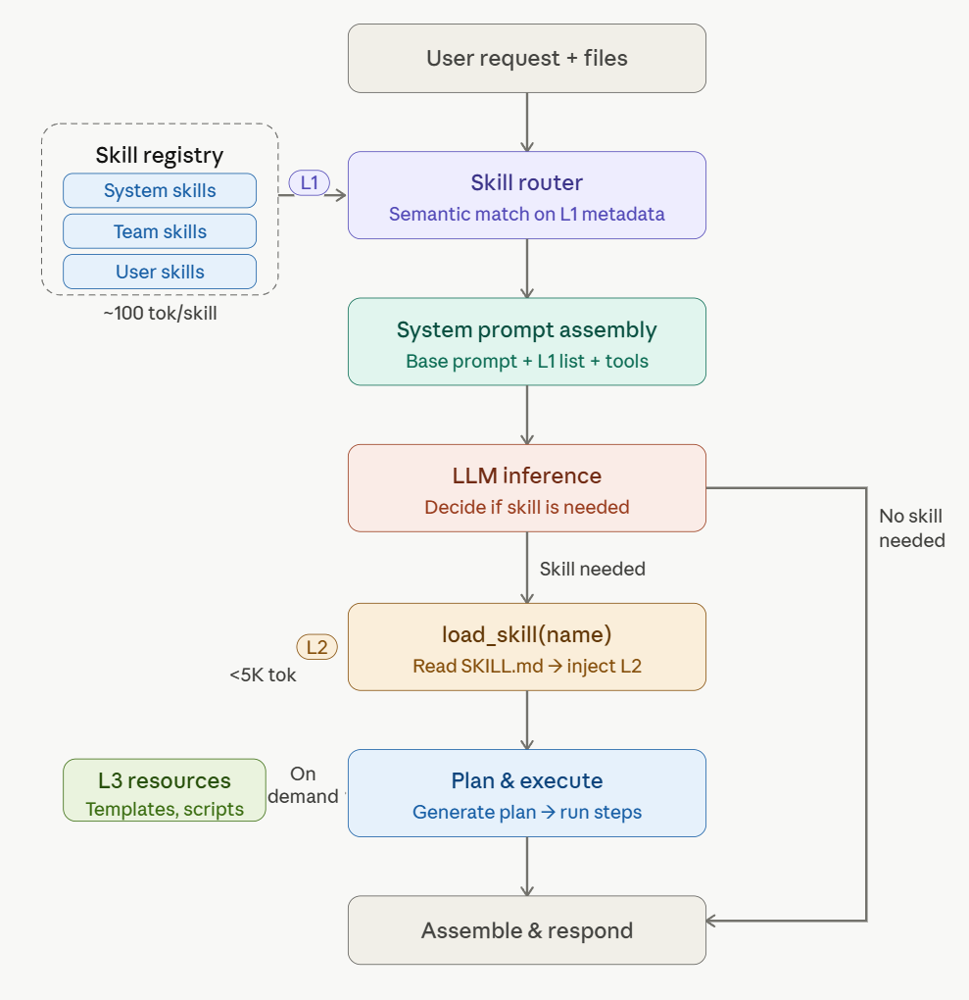 User request + files
Skill registry
System skills
Team skills
User skills
~100 tok/skill
L1
Skill router
Semantic match on L1 metadata
System prompt assembly
Base prompt + L1 list + tools
LLM inference
Decide if skill is needed
No skill
needed
Skill needed
L2
<5K tok
load_skill(name)
Read SKILL.md → inject L2
L3 resources
Templates, scripts
On
demand
Plan & execute
Generate plan → run steps
Assemble & respond